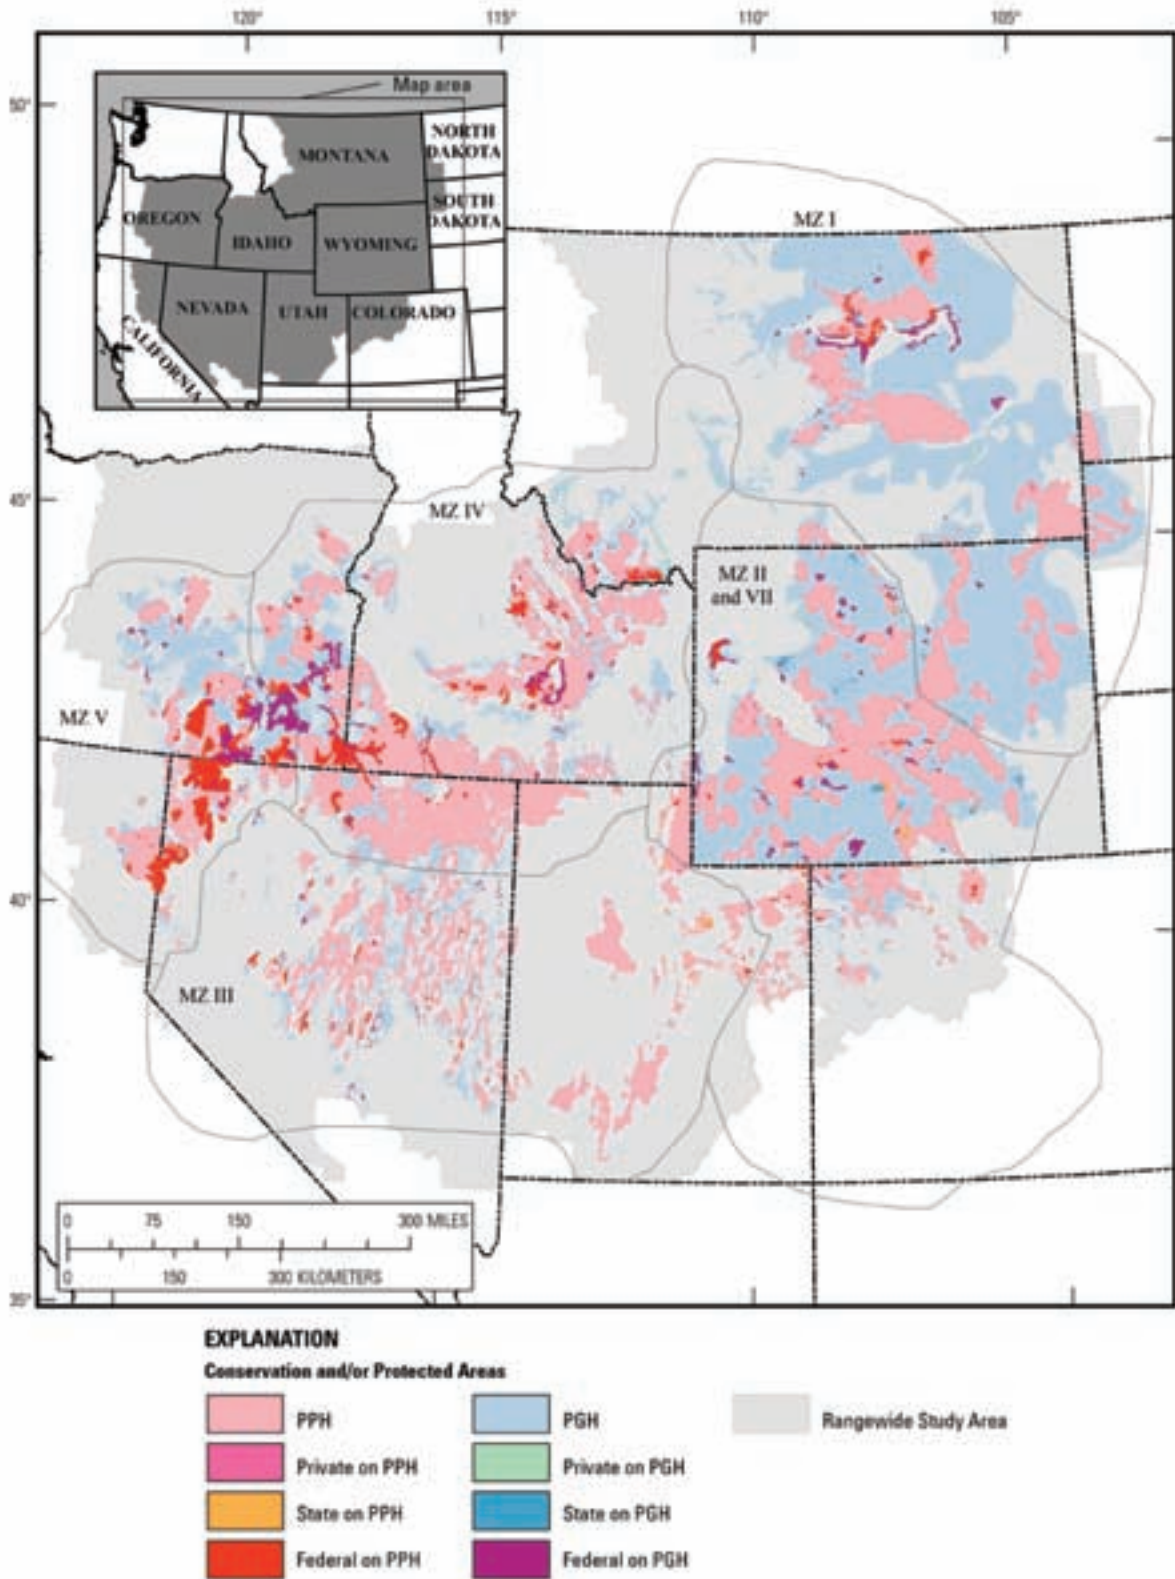 120° 115° 110° 105°
50°
45°
40°
35°
Map area
NORTH
DAKOTA
MONTANA
SOUTH
DAKOTA
OREGON
IDAHO
WYOMING
NEVADA
UTAH
COLORADO
CALIFORNIA
MZ I
MZ IV
MZ II
and VII
MZ V
MZ III
0 75 150 300 MILES
0 150 300 KILOMETERS
EXPLANATION
Conservation and/or Protected Areas
PPH
Private on PPH
State on PPH
Federal on PPH
PGH
Private on PGH
State on PGH
Federal on PGH
Rangewide Study Area